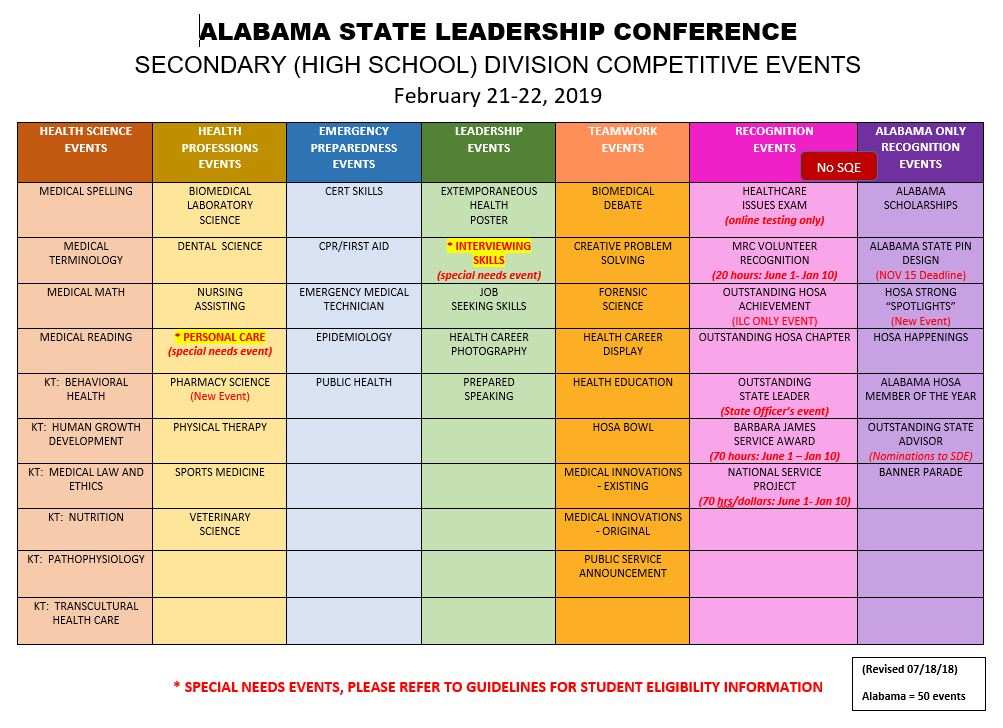 ALABAMA STATE LEADERSHIP CONFERENCE
SECONDARY (HIGH SCHOOL) DIVISION COMPETITIVE EVENTS
February 21-22, 2019
HEALTH SCIENCE
EVENTS
HEALTH
PROFESSIONS
EVENTS
EMERGENCY
PREPAREDNESS
EVENTS
LEADERSHIP
EVENTS
TEAMWORK
EVENTS
RECOGNITION
EVENTS
No SQE
ALABAMA ONLY
RECOGNITION
EVENTS
MEDICAL SPELLING
BIOMEDICAL
LABORATORY
SCIENCE
CERT SKILLS
EXTEMPORANEOUS
HEALTH
POSTER
BIOMEDICAL
DEBATE
HEALTHCARE
ISSUES EXAM
(online testing only)
ALABAMA
SCHOLARSHIPS
MEDICAL
TERMINOLOGY
DENTAL SCIENCE
CPR/FIRST AID
* INTERVIEWING
SKILLS
(special needs event)
CREATIVE PROBLEM
SOLVING
MRC VOLUNTEER
RECOGNITION
(20 hours: June 1- Jan 10)
ALABAMA STATE PIN
DESIGN
(NOV 15 Deadline)
MEDICAL MATH
NURSING
ASSISTING
EMERGENCY MEDICAL
TECHNICIAN
JOB
SEEKING SKILLS
FORENSIC
SCIENCE
OUTSTANDING HOSA
ACHIEVEMENT
(ILC ONLY EVENT)
HOSA STRONG
“SPOTLIGHTS”
(New Event)
MEDICAL READING
* PERSONAL CARE
(special needs event)
EPIDEMIOLOGY
HEALTH CAREER
PHOTOGRAPHY
HEALTH CAREER
DISPLAY
OUTSTANDING HOSA CHAPTER
HOSA HAPPENINGS
KT: BEHAVIORAL
HEALTH
PHARMACY SCIENCE
(New Event)
PUBLIC HEALTH
PREPARED
SPEAKING
HEALTH EDUCATION
OUTSTANDING
STATE LEADER
(State Officer's event)
ALABAMA HOSA
MEMBER OF THE YEAR
KT: HUMAN GROWTH
DEVELOPMENT
PHYSICAL THERAPY
HOSA BOWL
BARBARA JAMES
SERVICE AWARD
(70 hours: June 1 – Jan 10)
OUTSTANDING STATE
ADVISOR
(Nominations to SDE)
KT: MEDICAL LAW AND
ETHICS
SPORTS MEDICINE
MEDICAL INNOVATIONS
- EXISTING
NATIONAL SERVICE
PROJECT
(70 hrs/dollars: June 1- Jan 10)
BANNER PARADE
KT: NUTRITION
VETERINARY
SCIENCE
MEDICAL INNOVATIONS
- ORIGINAL
KT: PATHOPHYSIOLOGY
PUBLIC SERVICE
ANNOUNCEMENT
KT: TRANSCULTURAL
HEALTH CARE
* SPECIAL NEEDS EVENTS, PLEASE REFER TO GUIDELINES FOR STUDENT ELIGIBILITY INFORMATION
(Revised 07/18/18)
Alabama = 50 events